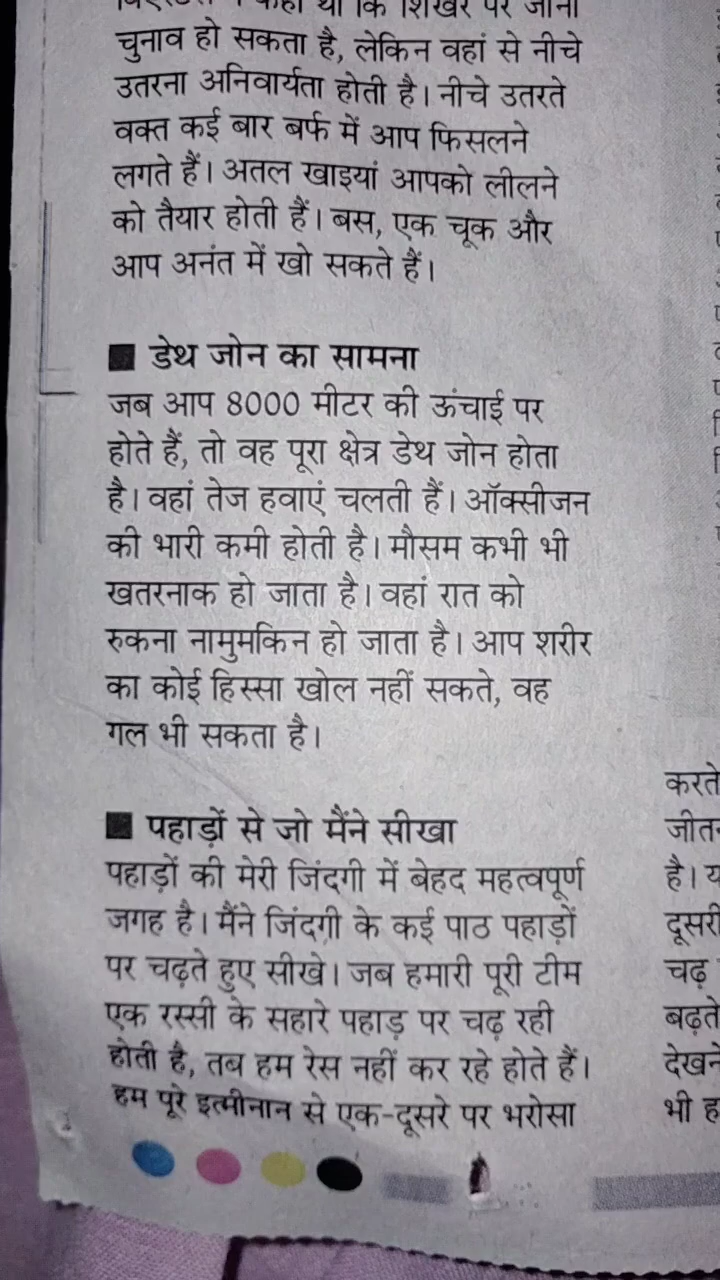 कहा था कि शिखर पर जाना
चुनाव हो सकता है, लेकिन वहां से नीचे
उतरना अनिवार्यता होती है। नीचे उतरते
वक्त कई बार बर्फ में आप फिसलने
लगते हैं। अतल खाइयां आपको लीलने
को तैयार होती हैं। बस, एक चूक और
आप अनंत में खो सकते हैं।
■ डेथ जोन का सामना
जब आप 8000 मीटर की ऊंचाई पर
होते हैं, तो वह पूरा क्षेत्र डेथ जोन होता
है। वहां तेज हवाएं चलती हैं। ऑक्सीजन
की भारी कमी होती है। मौसम कभी भी
खतरनाक हो जाता है। वहां रात को
रुकना नामुमकिन हो जाता है। आप शरीर
का कोई हिस्सा खोल नहीं सकते, वह
गल भी सकता है।
■ पहाड़ों से जो मैंने सीखा
पहाड़ों की मेरी जिंदगी में बेहद महत्वपूर्ण
जगह है। मैंने जिंदगी के कई पाठ पहाड़ों
पर चढ़ते हुए सीखे। जब हमारी पूरी टीम
एक रस्सी के सहारे पहाड़ पर चढ़ रही
होती है, तब हम रेस नहीं कर रहे होते हैं।
हम पूरे इत्मीनान से एक-दूसरे पर भरोसा
करते
है।
दूसरी
चढ़
बढ़ते
देखने
भी